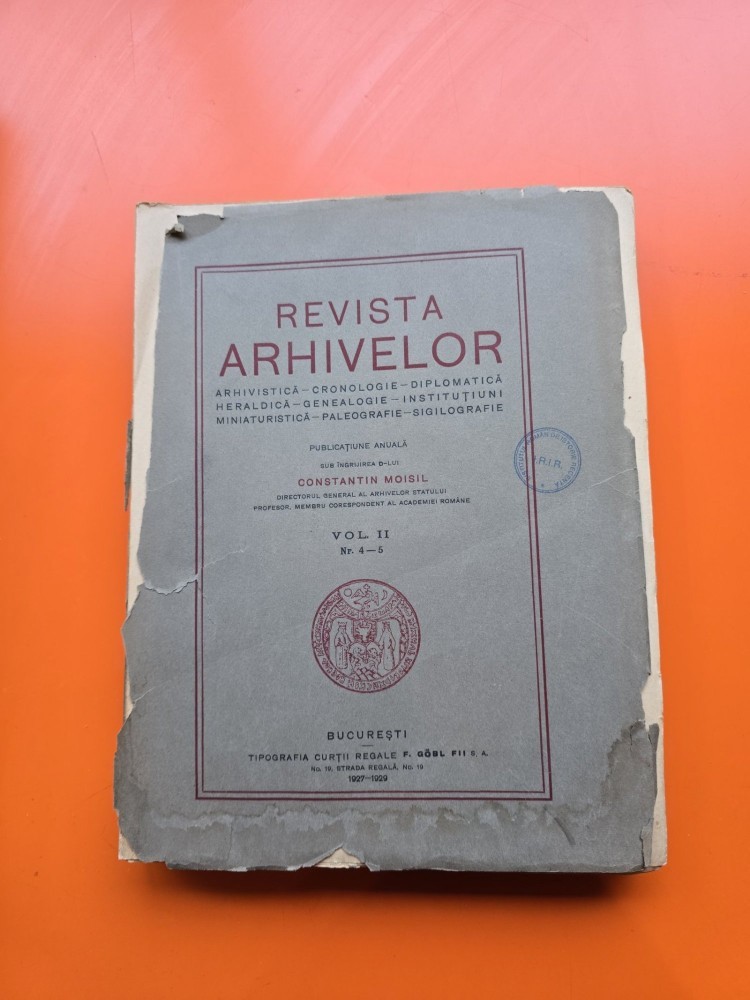 REVISTA
ARHIVELOR
ARHIVISTICĂ—CRONOLOGIE—DIPLOMATICĂ
HERALDICĂ—GENEALOGIE—INSTITUȚIUNI
MINIATURISTICĂ—PALEOGRAFIE—SIGILOGRAFIE
PUBLICAȚIUNE ANUALĂ
SUB ÎNGRIJIREA D-LUI
CONSTANTIN MOISIL
DIRECTORUL GENERAL AL ARHIVELOR STATULUI
PROFESOR, MEMBRU CORESPONDENT AL ACADEMIEI ROMÂNE
I.R.I.R.
VOL. II
Nr. 4—5
BUCUREȘTI
TIPOGRAFIA CURȚII REGALE F. GÖBL FII S. A.
No. 19, STRADA REGALĂ, No. 19
1927—1929